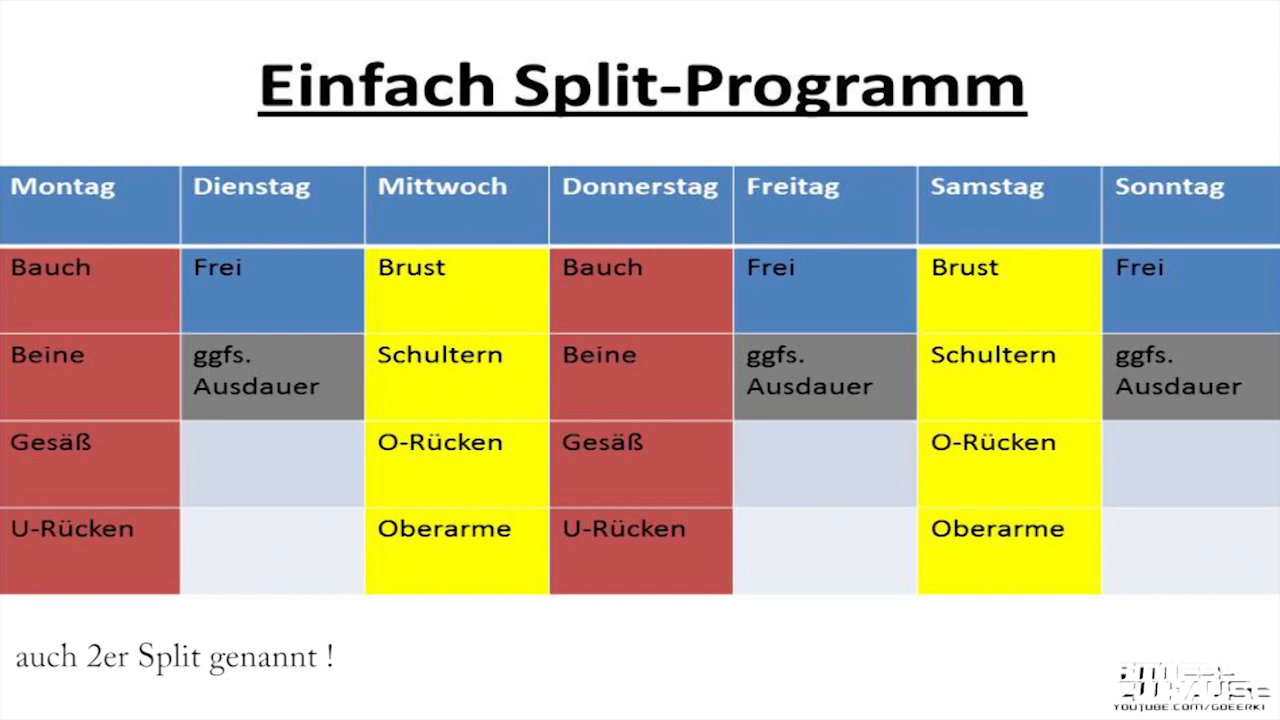 Einfach Split-Programm
Montag Dienstag Mittwoch Donnerstag Freitag Samstag Sonntag
Bauch Frei Brust Bauch Frei Brust Frei
Beine ggfs. Schultern Beine ggfs. Schultern ggfs.
Ausdauer Ausdauer Ausdauer
Gesäß O-Rücken Gesäß O-Rücken
U-Rücken Oberarme U-Rücken Oberarme
auch 2er Split genannt !
YOUTUBE.COM/GOEERKI